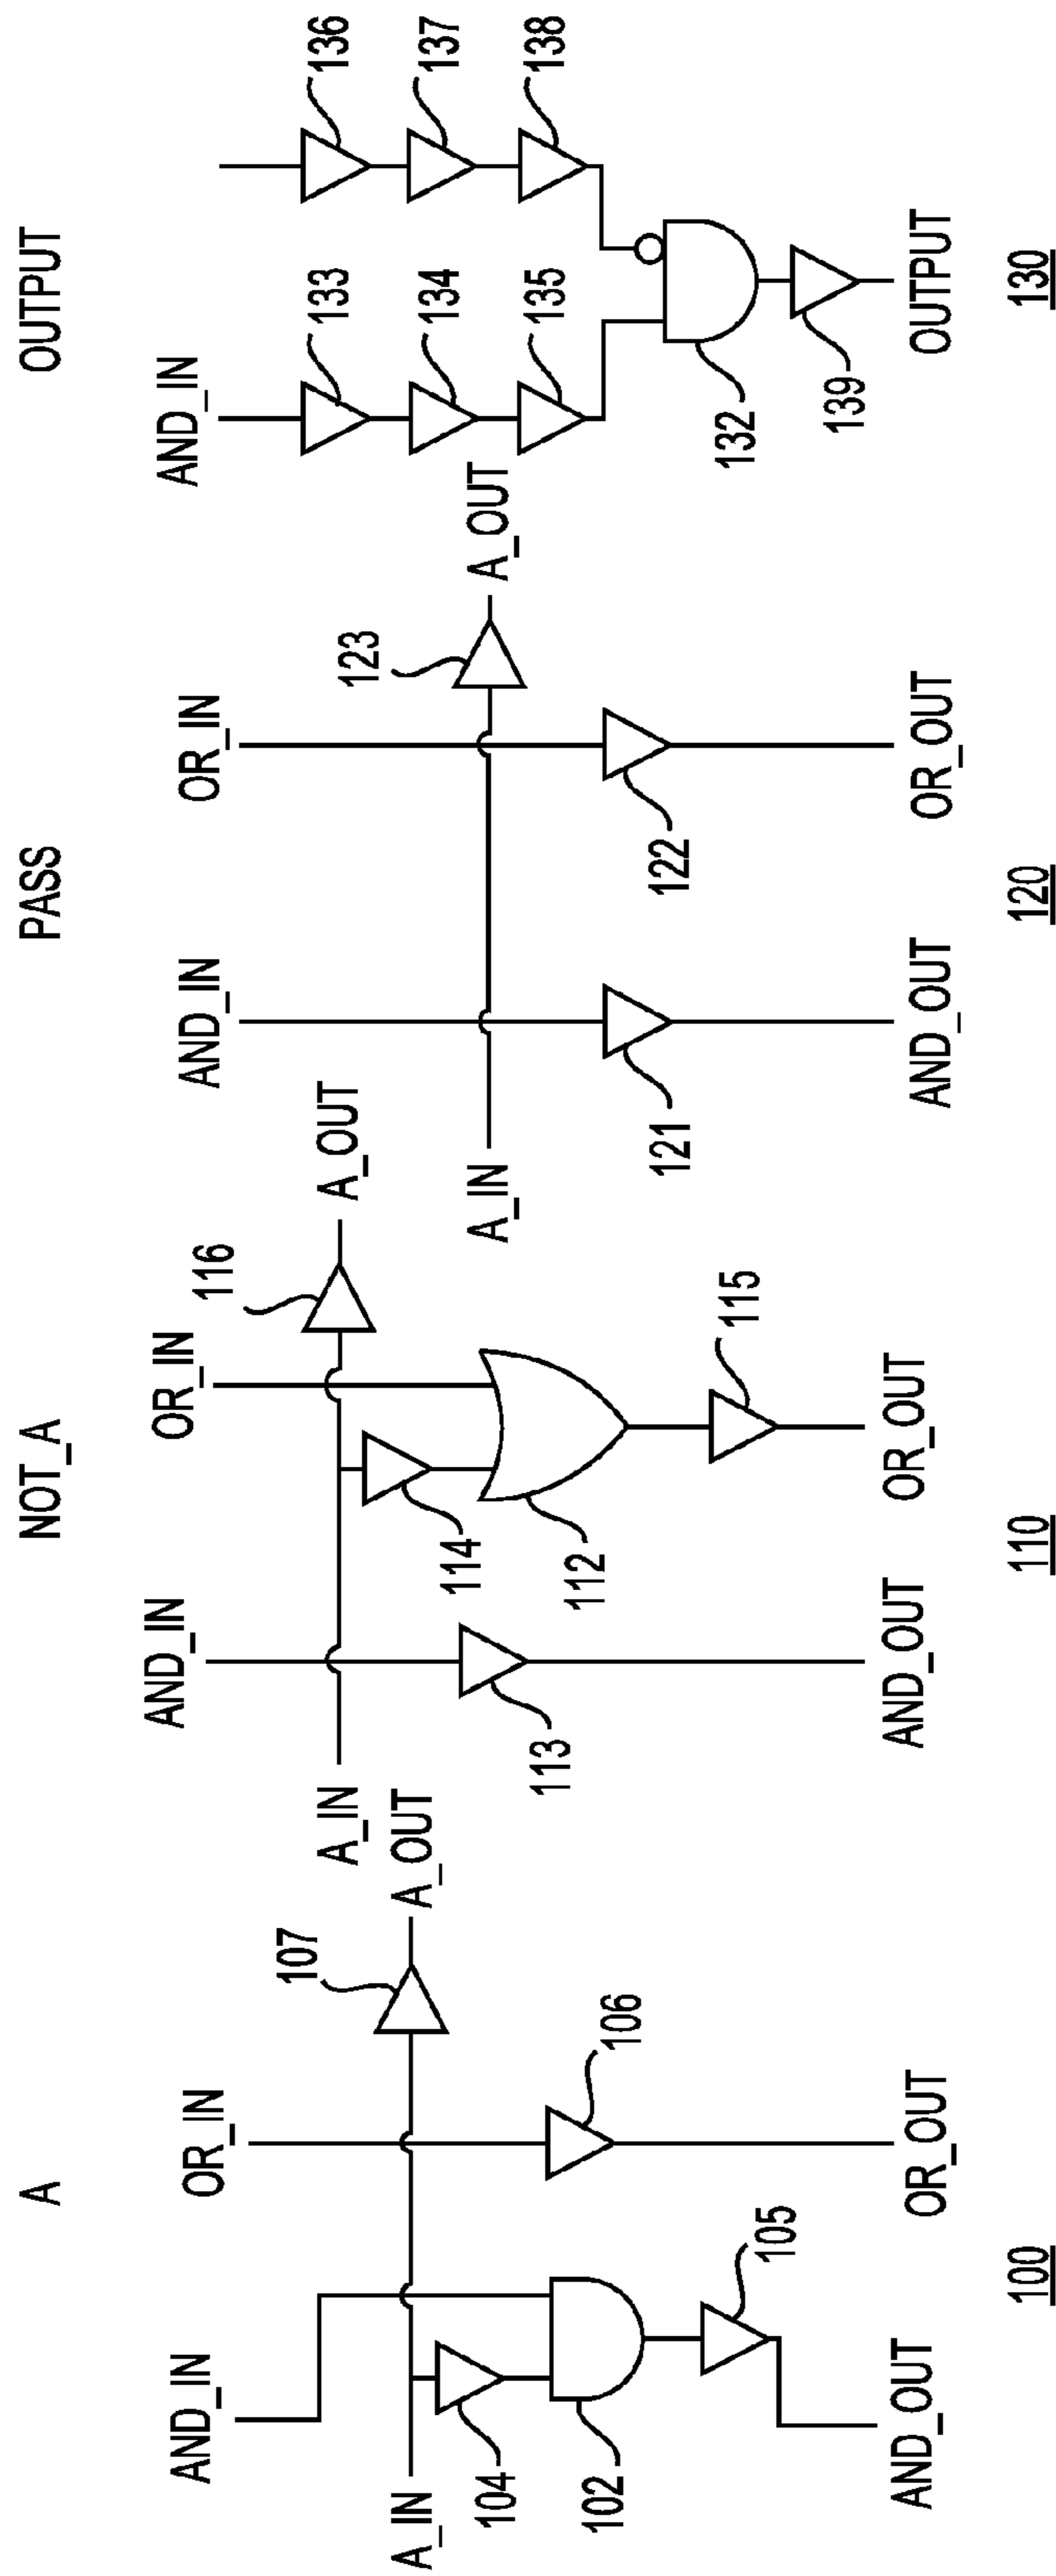 A
AND_IN
OR_IN
A_IN
A_OUT
104
102
105
106
107
AND_OUT
OR_OUT
100
NOT_A
AND_IN
OR_IN
A_IN
A_OUT
113
114
112
115
116
AND_OUT
OR_OUT
110
PASS
AND_IN
OR_IN
A_IN
A_OUT
121
122
123
AND_OUT
OR_OUT
120
OUTPUT
AND_IN
133
134
135
136
137
138
132
139
OUTPUT
130